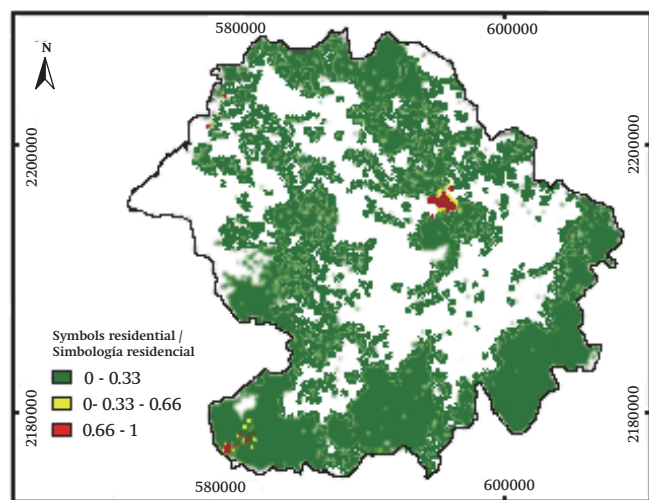 580000
600000
N
2200000
2200000
Symbols residential /
Simbología residencial
0 - 0.33
0- 0.33 - 0.66
0.66 - 1
2180000
2180000
580000
600000